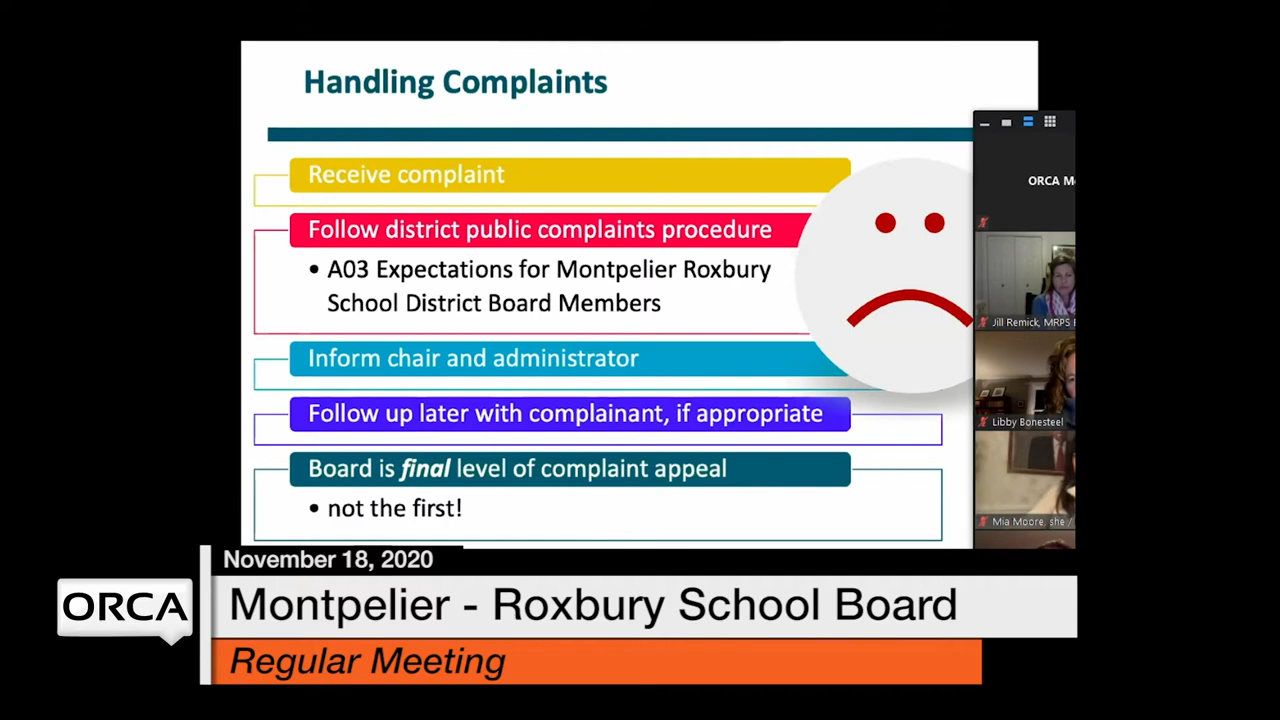 Handling Complaints
Receive complaint
Follow district public complaints procedure
• A03 Expectations for Montpelier Roxbury
School District Board Members
Inform chair and administrator
Follow up later with complainant, if appropriate
Board is final level of complaint appeal
• not the first!
ORCA
Jill Remick, MRPS
Libby Bonesteel
Mia Moore, she /
November 18, 2020
ORCA
Montpelier - Roxbury School Board
Regular Meeting